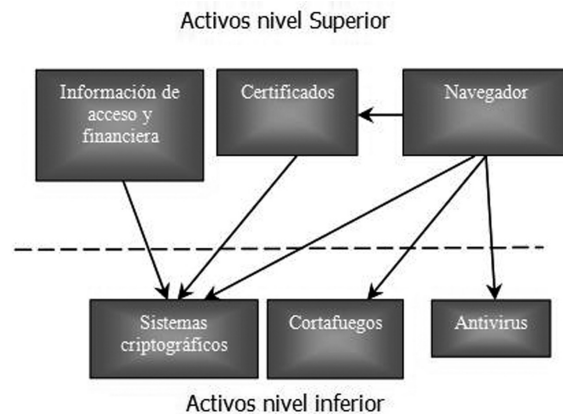 Activos nivel Superior
Información de
acceso y
financiera
Certificados
Navegador
Sistemas
criptográficos
Cortafuegos
Antivirus
Activos nivel inferior